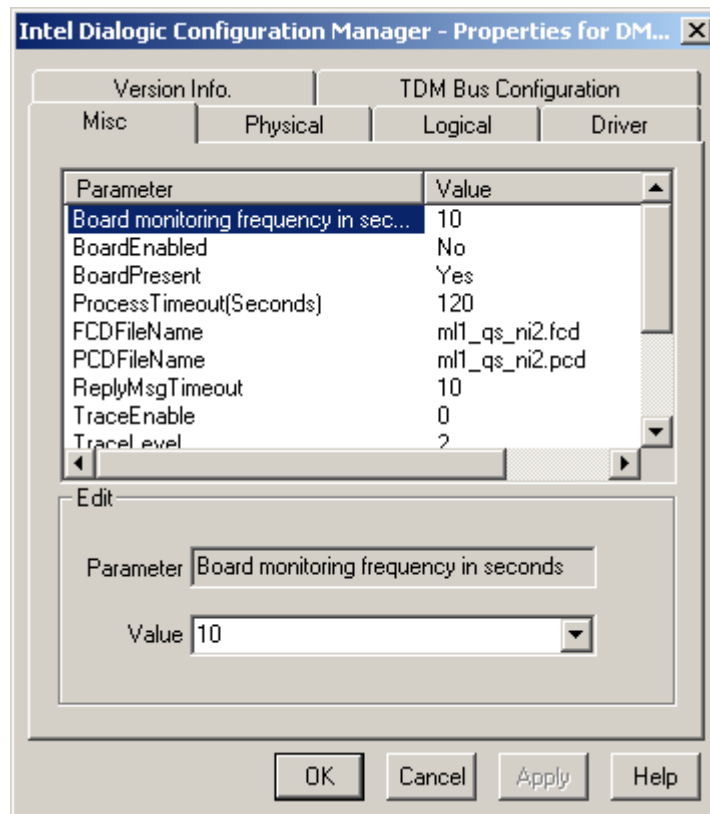 Intel Dialogic Configuration Manager - Properties for DM...
Version Info. TDM Bus Configuration
Misc Physical Logical Driver
Parameter Value
Board monitoring frequency in sec... 10
BoardEnabled No
BoardPresent Yes
ProcessTimeout(Seconds) 120
FCDFileName ml1_qs_ni2.fcd
PCDFileName ml1_qs_ni2.pcd
ReplyMsgTimeout 10
TraceEnable 0
TraceLevel 2
Edit
Parameter Board monitoring frequency in seconds
Value 10
OK Cancel Apply Help